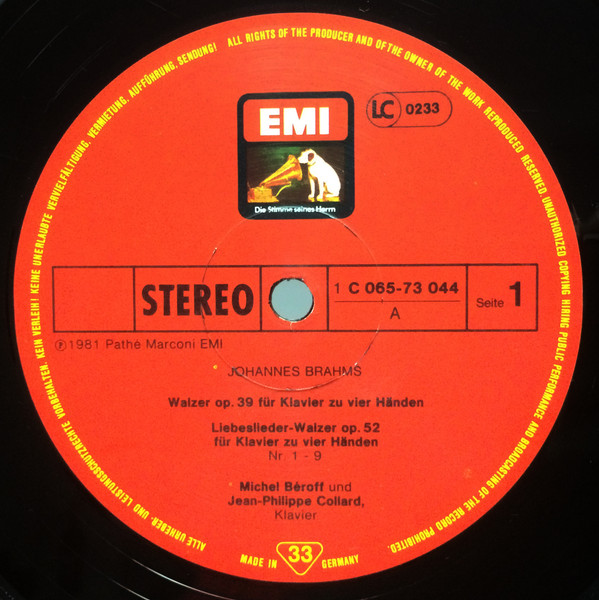 ALLE URHEBER- UND LEISTUNGSSCHUTZRECHTE VORBEHALTEN. KEIN VERLEIH! KEINE UNERLAUBTE VERVIELFÄLTIGUNG, VERMIETUNG, AUFFÜHRUNG, SENDUNG!
ALL RIGHTS OF THE PRODUCER AND OF THE OWNER OF THE WORK REPRODUCED RESERVED. UNAUTHORIZED COPYING HIRING PUBLIC PERFORMANCE AND BROADCASTING OF THE RECORD PROHIBITED.
EMI
LC 0233
Die Stimme seines Herrn
STEREO
1 C 065-73 044
A
Seite 1
℗1981 Pathé Marconi EMI
JOHANNES BRAHMS
Walzer op. 39 für Klavier zu vier Händen
Liebeslieder-Walzer op. 52
für Klavier zu vier Händen
Nr. 1 - 9
Michel Béroff und
Jean-Philippe Collard,
Klavier
MADE IN 33 GERMANY